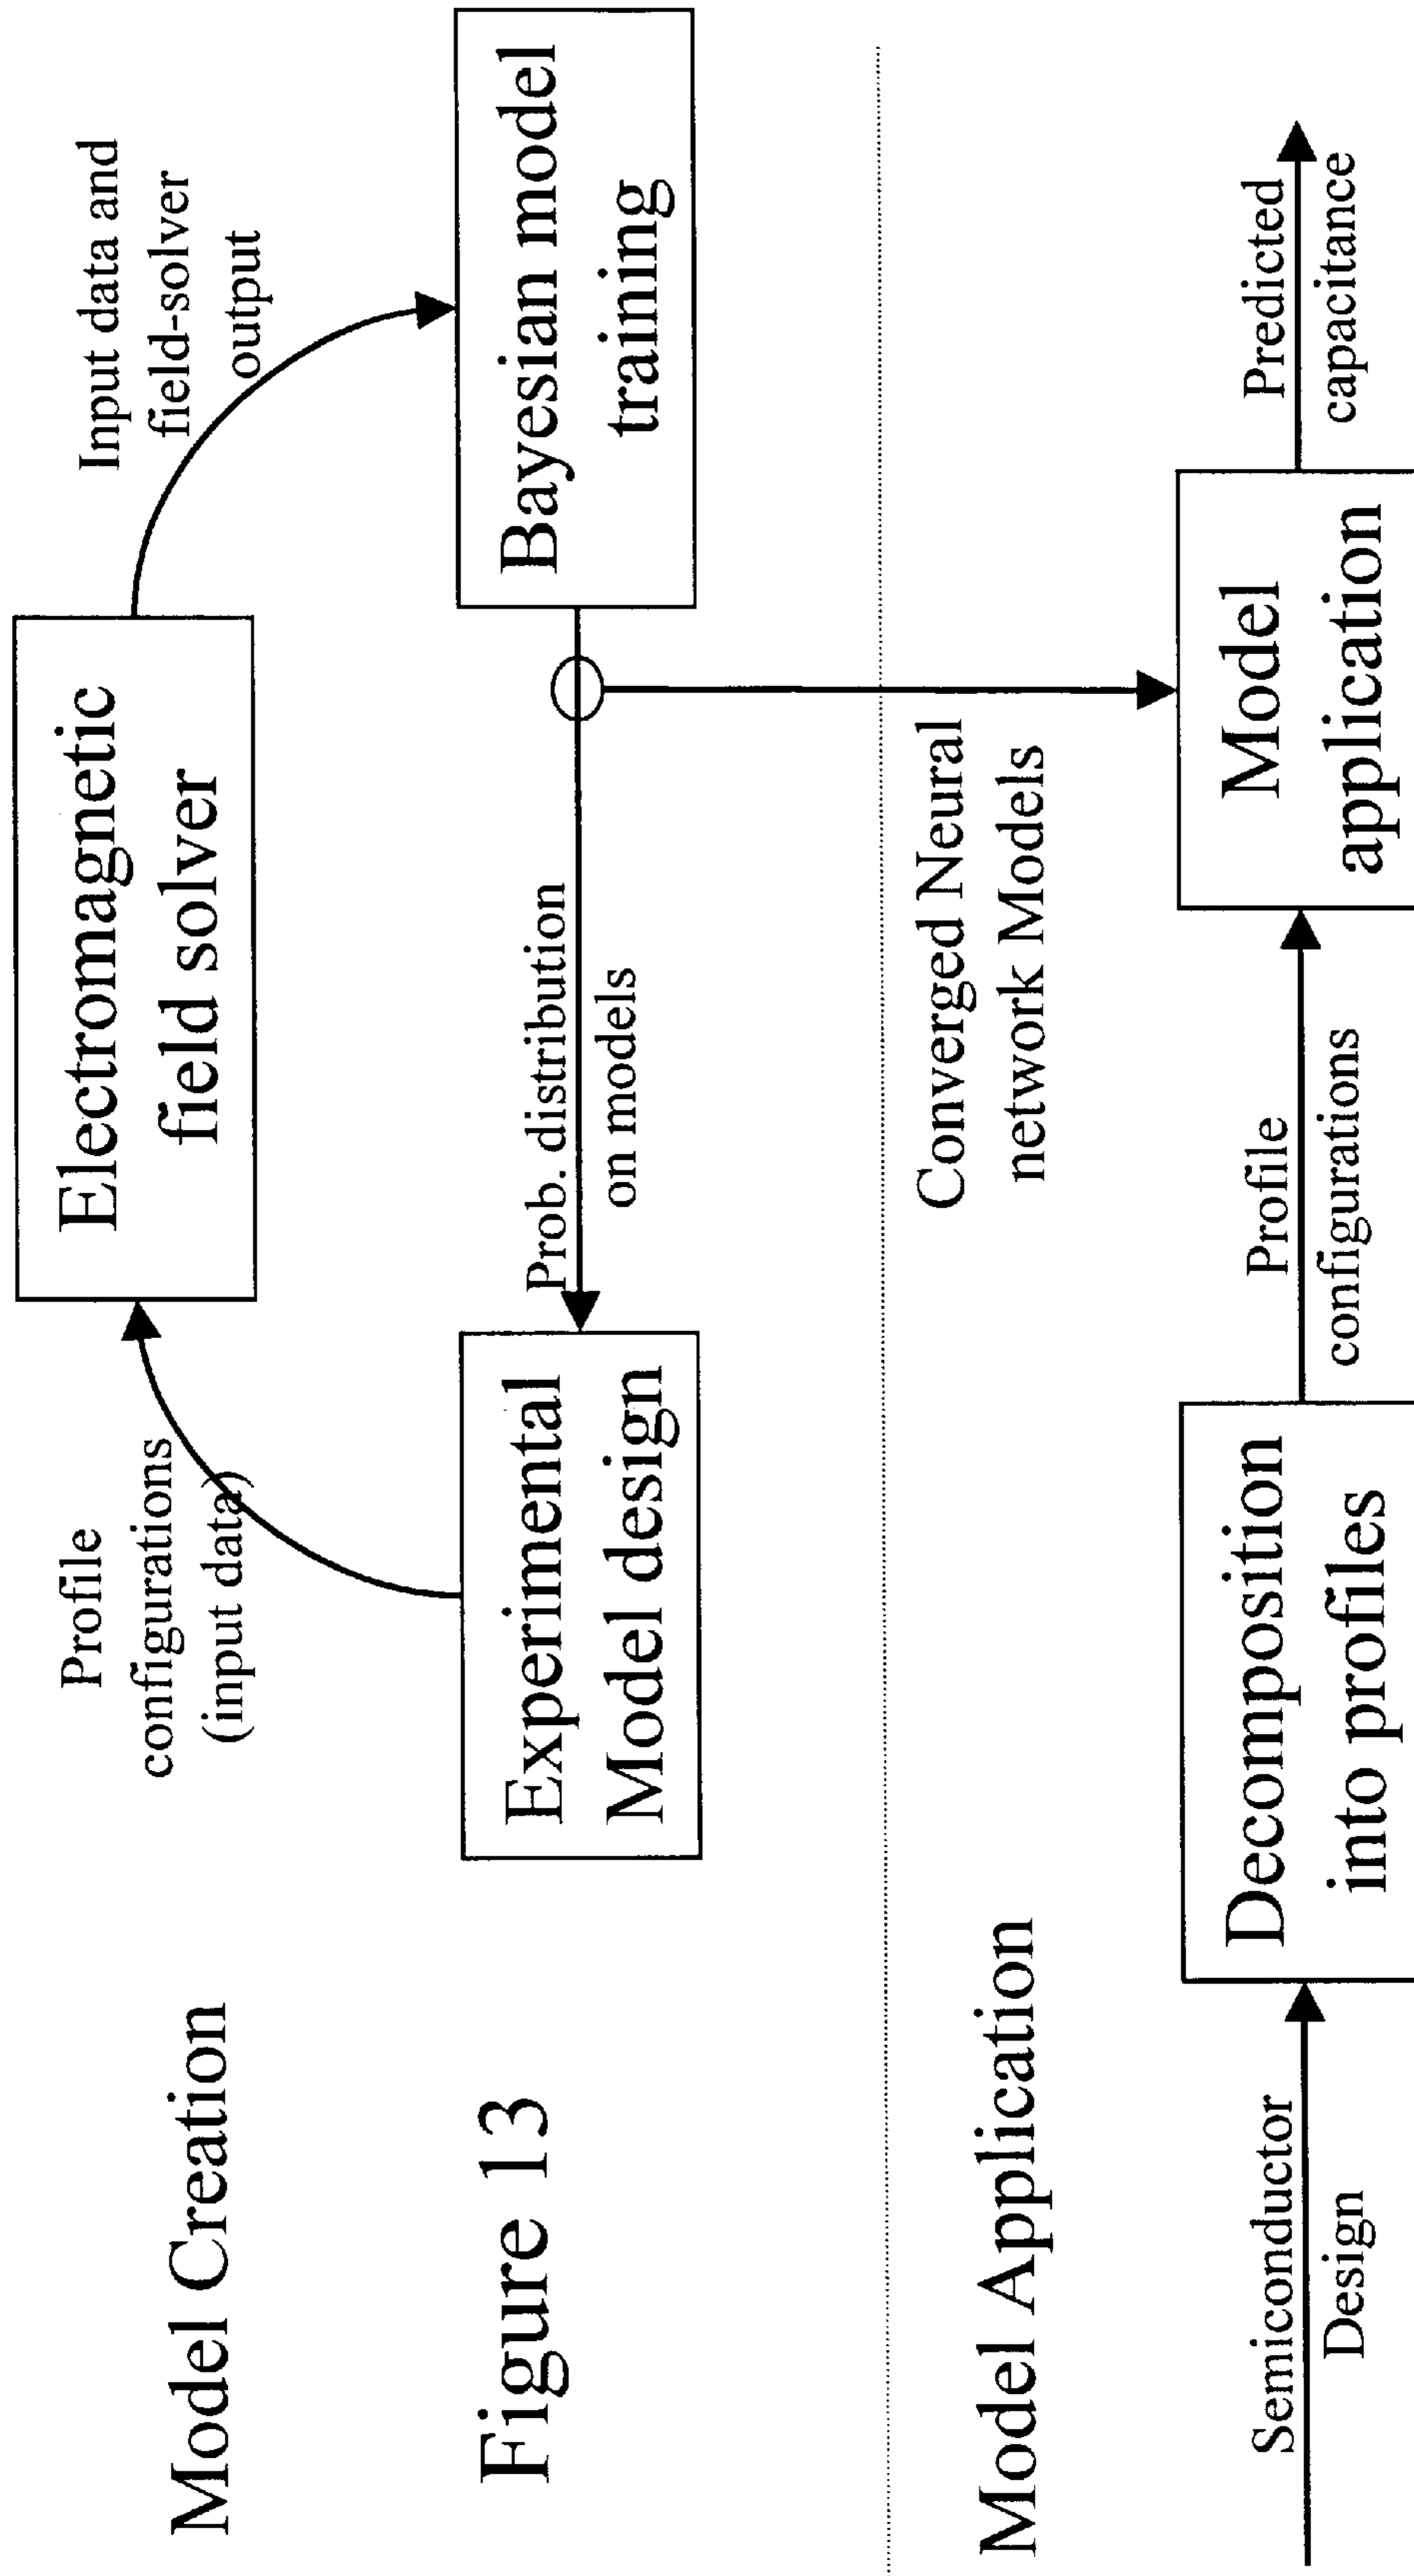 Model Creation
Figure 13
Profile
configurations
(input data)
Electromagnetic
field solver
Input data and
field-solver
output
Experimental
Model design
Prob. distribution
on models
Bayesian model
training
Model Application
Converged Neural
network Models
Semiconductor
Design
Decomposition
into profiles
Profile
configurations
Model
application
Predicted
capacitance